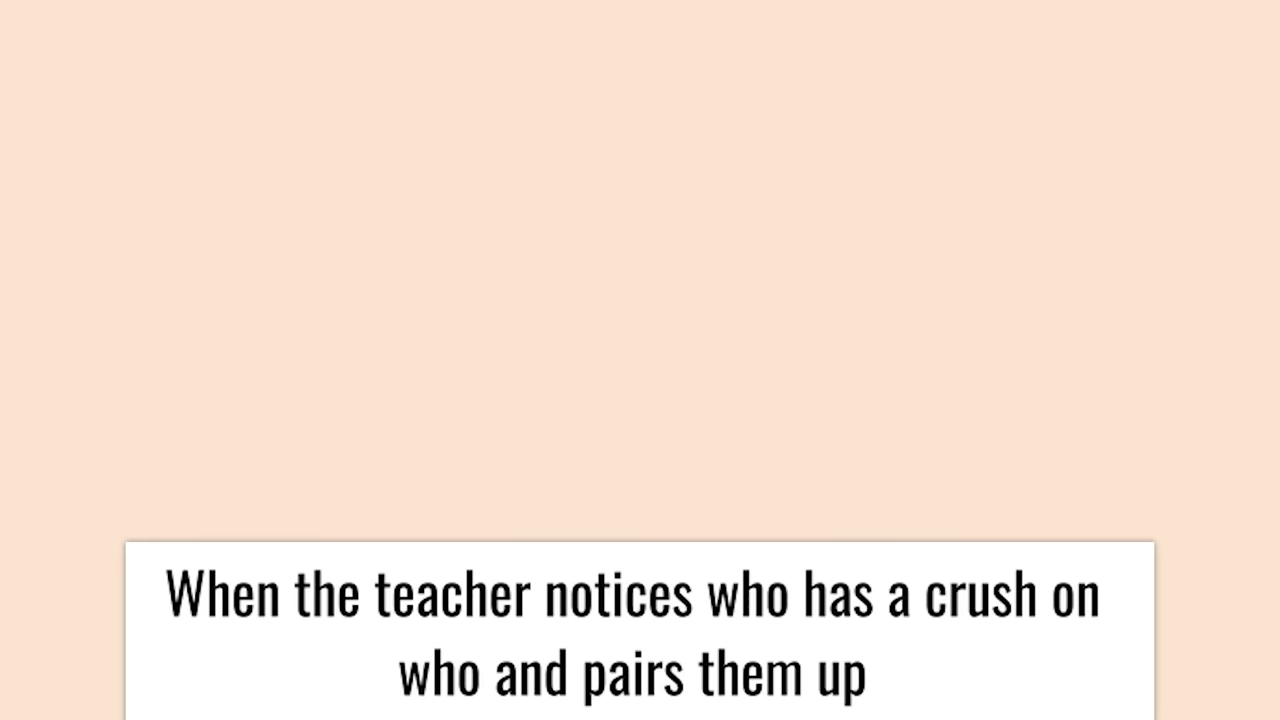 When the teacher notices who has a crush on
who and pairs them up